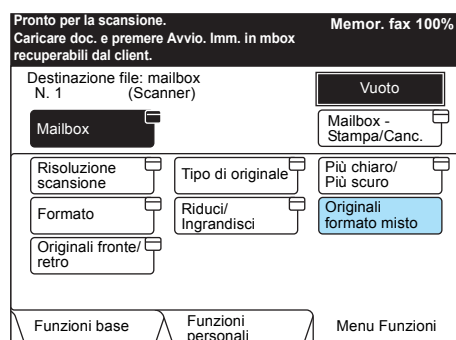 Pronto per la scansione.
Memor. fax 100%
Caricare doc. e premere Avvio. Imm. in mbox
recuperabili dal client.
Destinazione file: mailbox
N. 1 (Scanner)
Vuoto
Mailbox
Mailbox -
Stampa/Canc.
Risoluzione
scansione
Tipo di originale
Più chiaro/
Più scuro
Formato
Riduci/
Ingrandisci
Originali
formato misto
Originali fronte/
retro
Funzioni base
Funzioni
personali
Menu Funzioni